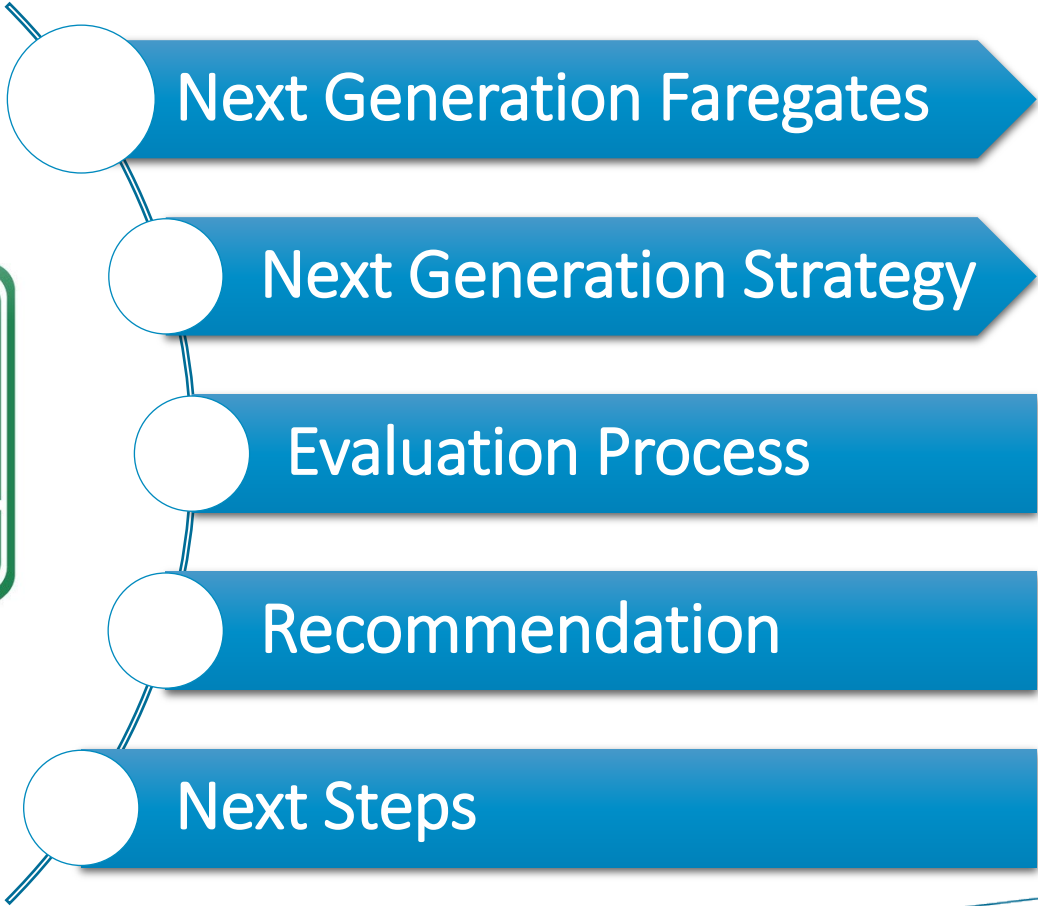 Next Generation Faregates
Next Generation Strategy
Evaluation Process
Recommendation
Next Steps